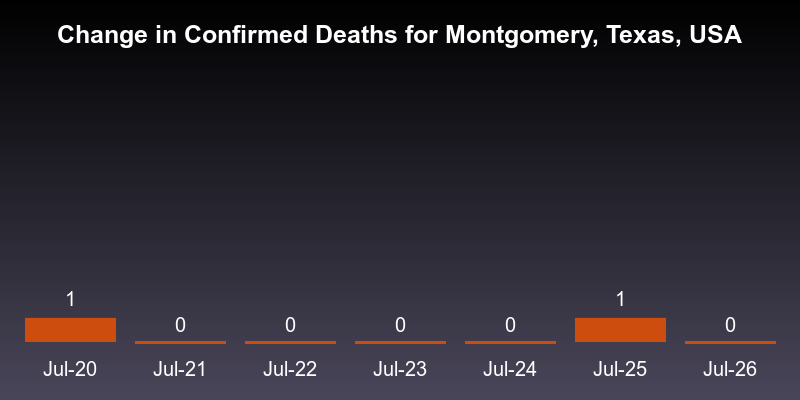 Change in Confirmed Deaths for Montgomery, Texas, USA
1 0 0 0 0 1 0
Jul-20 Jul-21 Jul-22 Jul-23 Jul-24 Jul-25 Jul-26